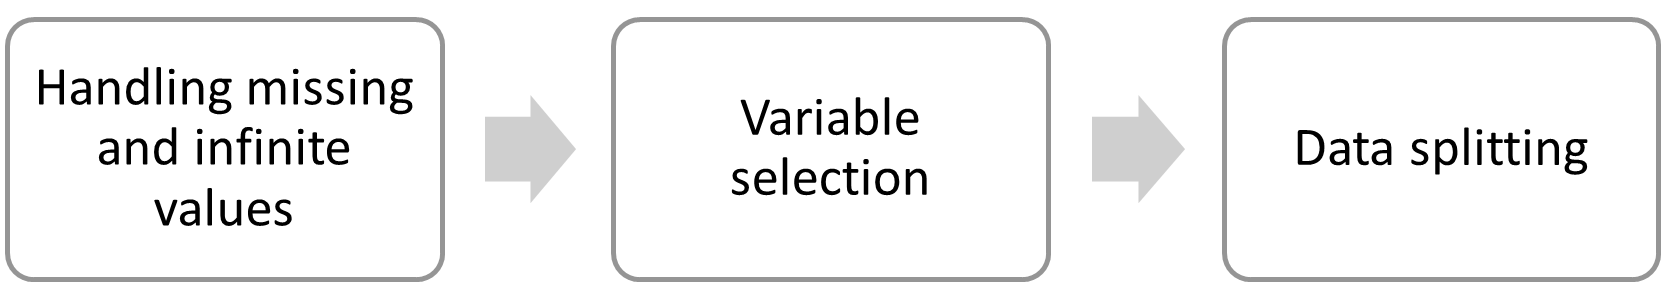 Handling missing
and infinite
values
Variable
selection
Data splitting